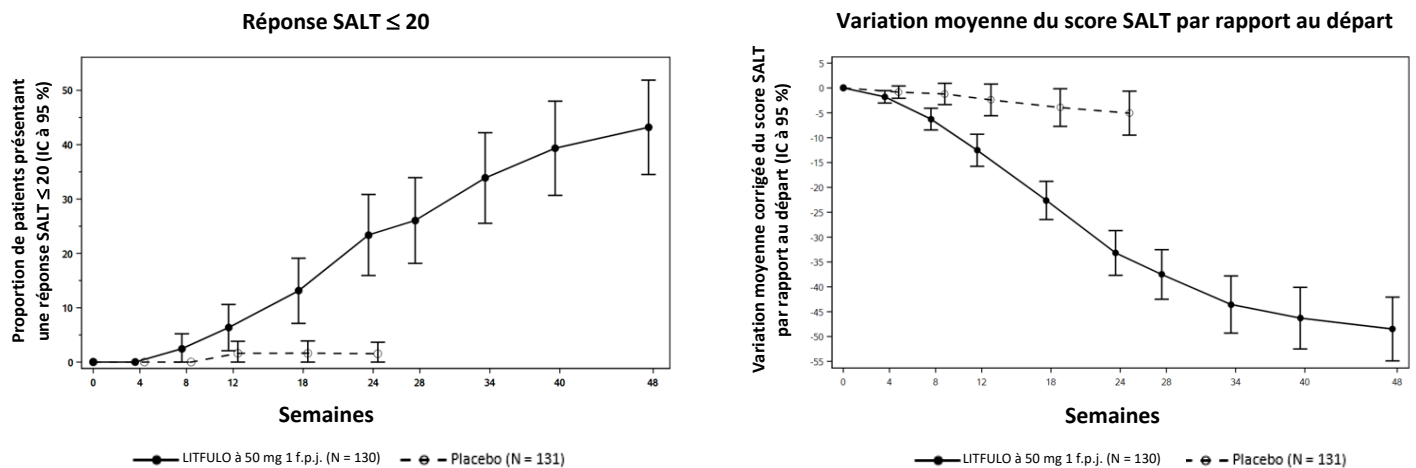 Réponse SALT ≤ 20
Proportion de patients présentant
une réponse SALT ≤ 20 (IC à 95 %)
50
40
30
20
10
0
0 4 8 12 18 24 28 34 40 48
Semaines
LITFULO à 50 mg 1 f.p.j. (N = 130) Placebo (N = 131)
Variation moyenne du score SALT par rapport au départ
Variation moyenne corrigée du score SALT
par rapport au départ (IC à 95 %)
5
0
-5
-10
-15
-20
-25
-30
-35
-40
-45
-50
-55
0 4 8 12 18 24 28 34 40 48
Semaines
LITFULO à 50 mg 1 f.p.j. (N = 130) Placebo (N = 131)